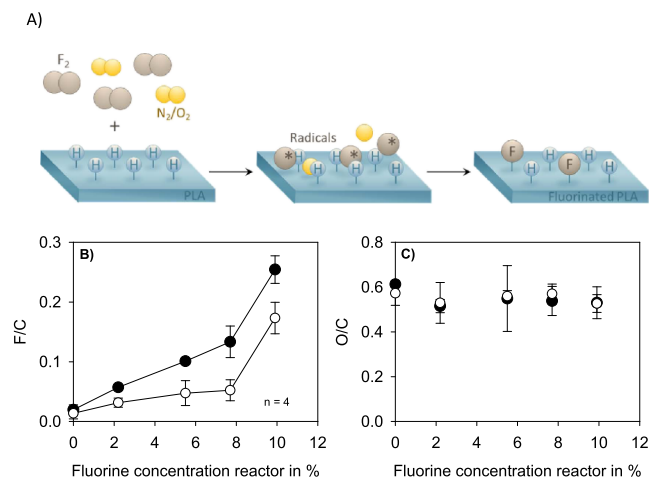 A)
F₂
N₂/O₂
+
H H H
H H H
PLA
Radicals
* * *
H H
H H H
F H H
H F H
Fluorinated PLA
B)
0.3
0.2
0.1
0.0
F/C
n = 4
0 2 4 6 8 10 12
Fluorine concentration reactor in %
C)
0.8
0.6
0.4
0.2
0.0
O/C
0 2 4 6 8 10 12
Fluorine concentration reactor in %